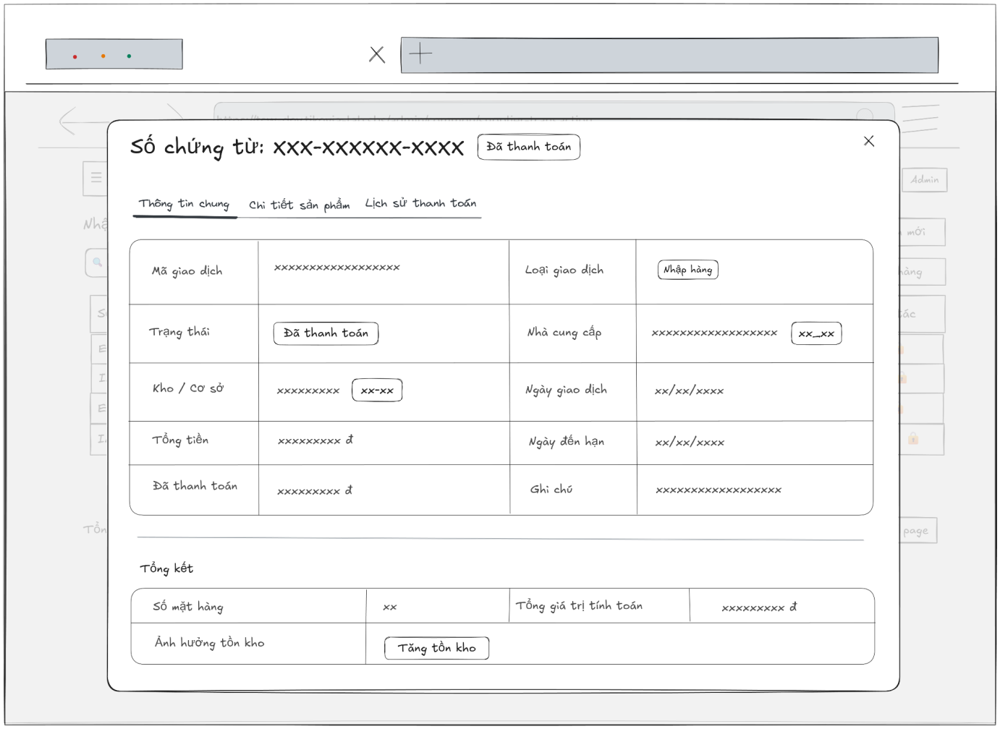 Số chứng từ: xxx-xxxxxx-xxxx Đã thanh toán
Thông tin chung Chi tiết sản phẩm Lịch sử thanh toán
Mã giao dịch xxxxxxxxxxxxxxxxxx Loại giao dịch Nhập hàng
Trạng thái Đã thanh toán Nhà cung cấp xxxxxxxxxxxxxxxxxx xx_xx
Kho / Cơ sở xxxxxxxxx xx-xx Ngày giao dịch xx/xx/xxxx
Tổng tiền xxxxxxxxx đ Ngày đến hạn xx/xx/xxxx
Đã thanh toán xxxxxxxxx đ Ghi chú xxxxxxxxxxxxxxxxxx
Tổng kết
Số mặt hàng xx Tổng giá trị tính toán xxxxxxxxx đ
Ảnh hưởng tồn kho Tăng tồn kho
Admin
mới
page